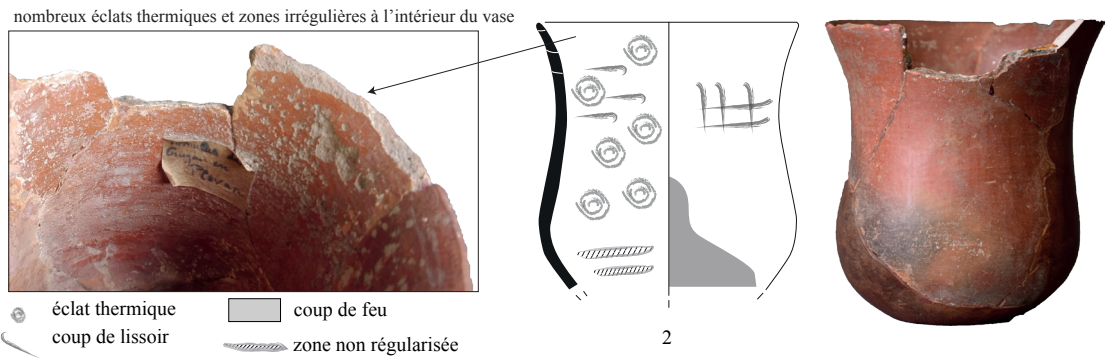 nombreux éclats thermiques et zones irrégulières à l'intérieur du vase
éclat thermique
coup de feu
coup de lissoir
zone non régularisée
2